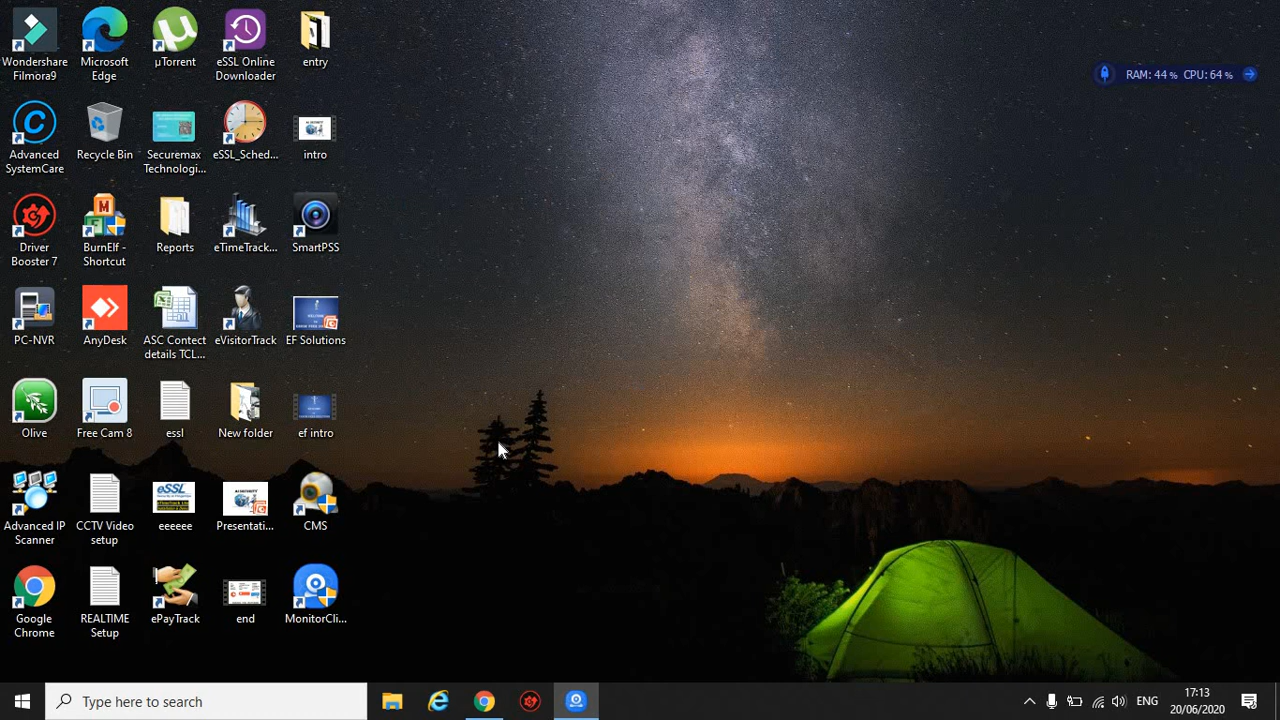 Wondershare
Filmora9
Microsoft
Edge
µTorrent
eSSL Online
Downloader
entry
RAM: 44 % CPU: 64 %
Advanced
SystemCare
Recycle Bin
Securemax
Technologi...
eSSL_Sched...
intro
Driver
Booster 7
BurnElf -
Shortcut
Reports
eTimeTrack...
SmartPSS
PC-NVR
AnyDesk
ASC Contect
details TCL...
eVisitorTrack
EF Solutions
Olive
Free Cam 8
essl
New folder
ef intro
Advanced IP
Scanner
CCTV Video
setup
eSSL
eeeeee
Presentati...
CMS
Google
Chrome
REALTIME
Setup
ePayTrack
end
MonitorCli...
Type here to search
ENG
17:13
20/06/2020